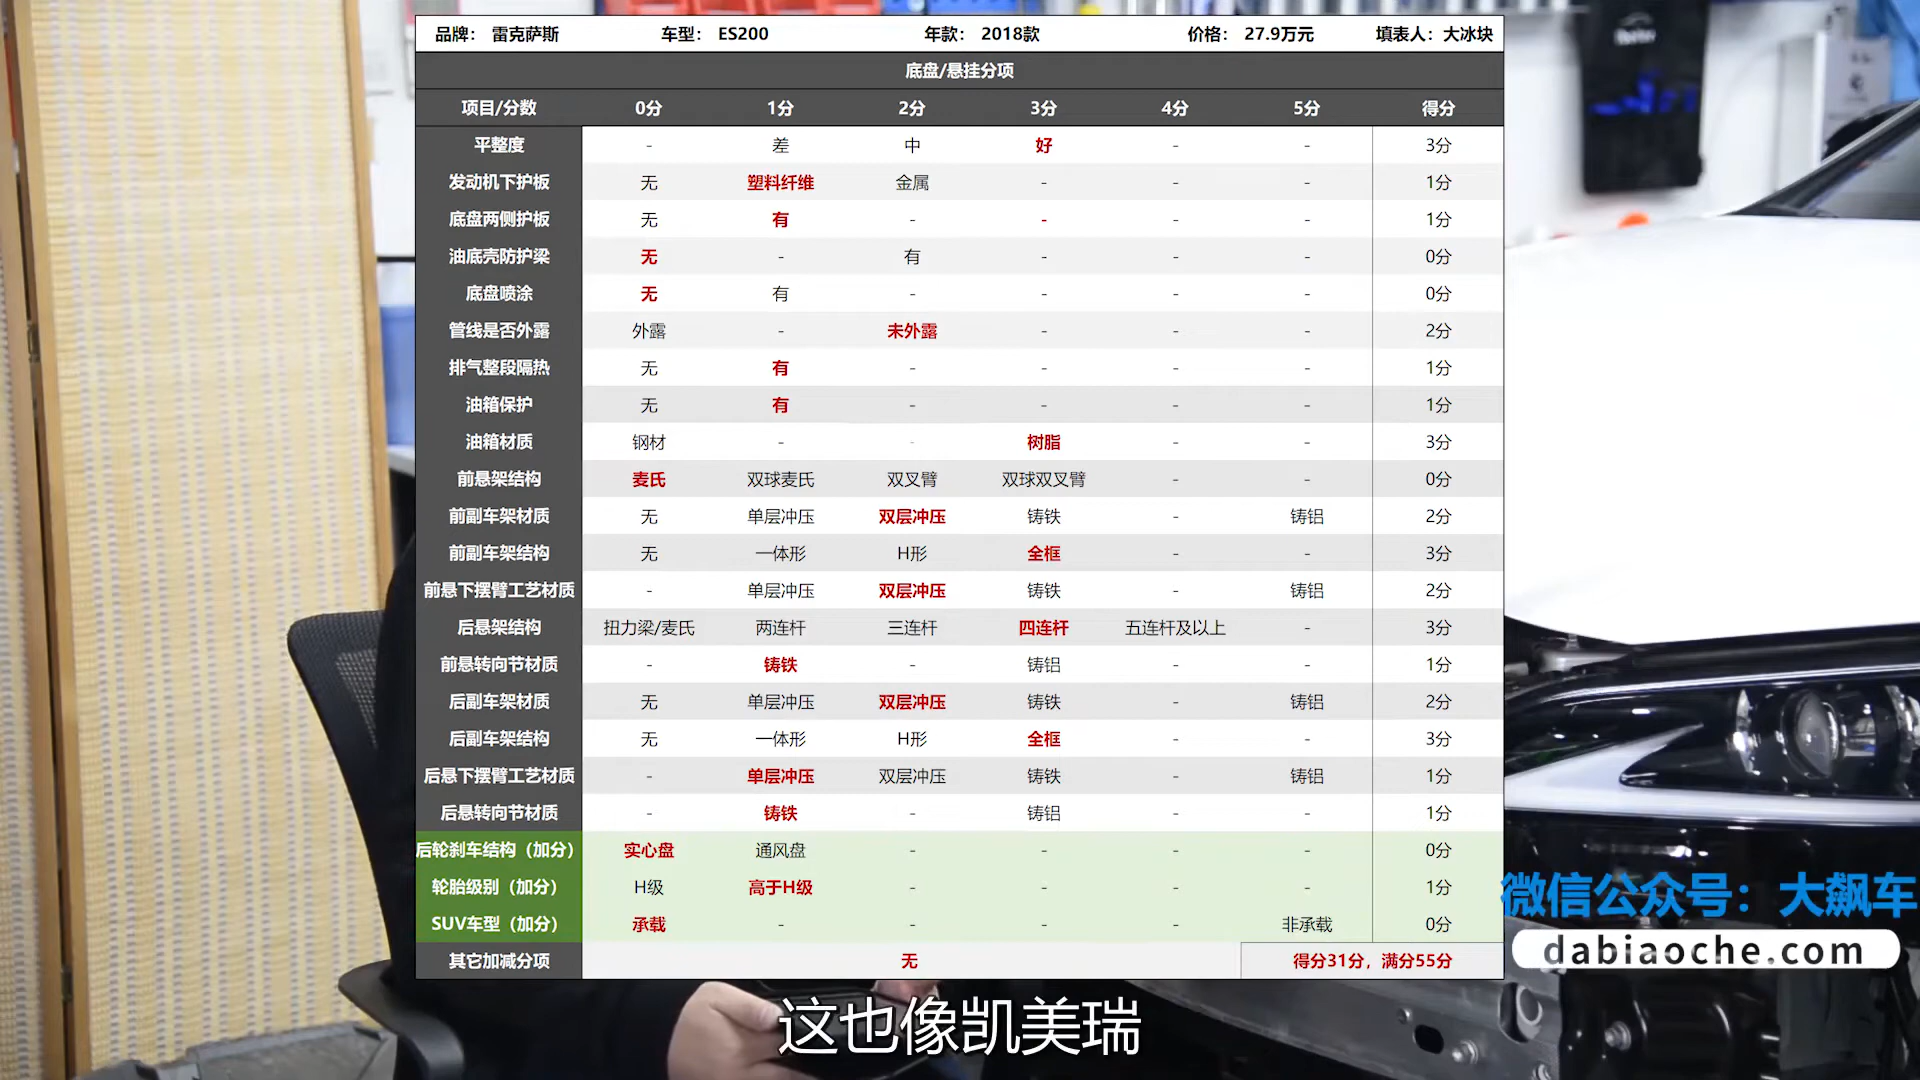 品牌： 雷克萨斯 车型： ES200 年款： 2018款 价格： 27.9万元 填表人：大冰块
底盘/悬挂分项
项目/分数 0分 1分 2分 3分 4分 5分 得分
平整度 - 差 中 好 - - 3分
发动机下护板 无 塑料纤维 金属 - - - 1分
底盘两侧护板 无 有 - - - - 1分
油底壳防护梁 无 - 有 - - - 0分
底盘喷涂 无 有 - - - - 0分
管线是否外露 外露 - 未外露 - - - 2分
排气整段隔热 无 有 - - - - 1分
油箱保护 无 有 - - - - 1分
油箱材质 钢材 - - 树脂 - - 3分
前悬架结构 麦氏 双球麦氏 双叉臂 双球双叉臂 - - 0分
前副车架材质 无 单层冲压 双层冲压 铸铁 - 铸铝 2分
前副车架结构 无 一体形 H形 全框 - - 3分
前悬下摆臂工艺材质 - 单层冲压 双层冲压 铸铁 - 铸铝 2分
后悬架结构 扭力梁/麦氏 两连杆 三连杆 四连杆 五连杆及以上 - 3分
前悬转向节材质 - 铸铁 - 铸铝 - - 1分
后副车架材质 无 单层冲压 双层冲压 铸铁 - 铸铝 2分
后副车架结构 无 一体形 H形 全框 - - 3分
后悬下摆臂工艺材质 - 单层冲压 双层冲压 铸铁 - 铸铝 1分
后悬转向节材质 - 铸铁 - 铸铝 - - 1分
后轮刹车结构（加分） 实心盘 通风盘 - - - - 0分
轮胎级别（加分） H级 高于H级 - - - - 1分
SUV车型（加分） 承载 - - - - 非承载 0分
其它加减分项 无 得分31分，满分55分
微信公众号：大飙车
dabiaoche.com
这也像凯美瑞